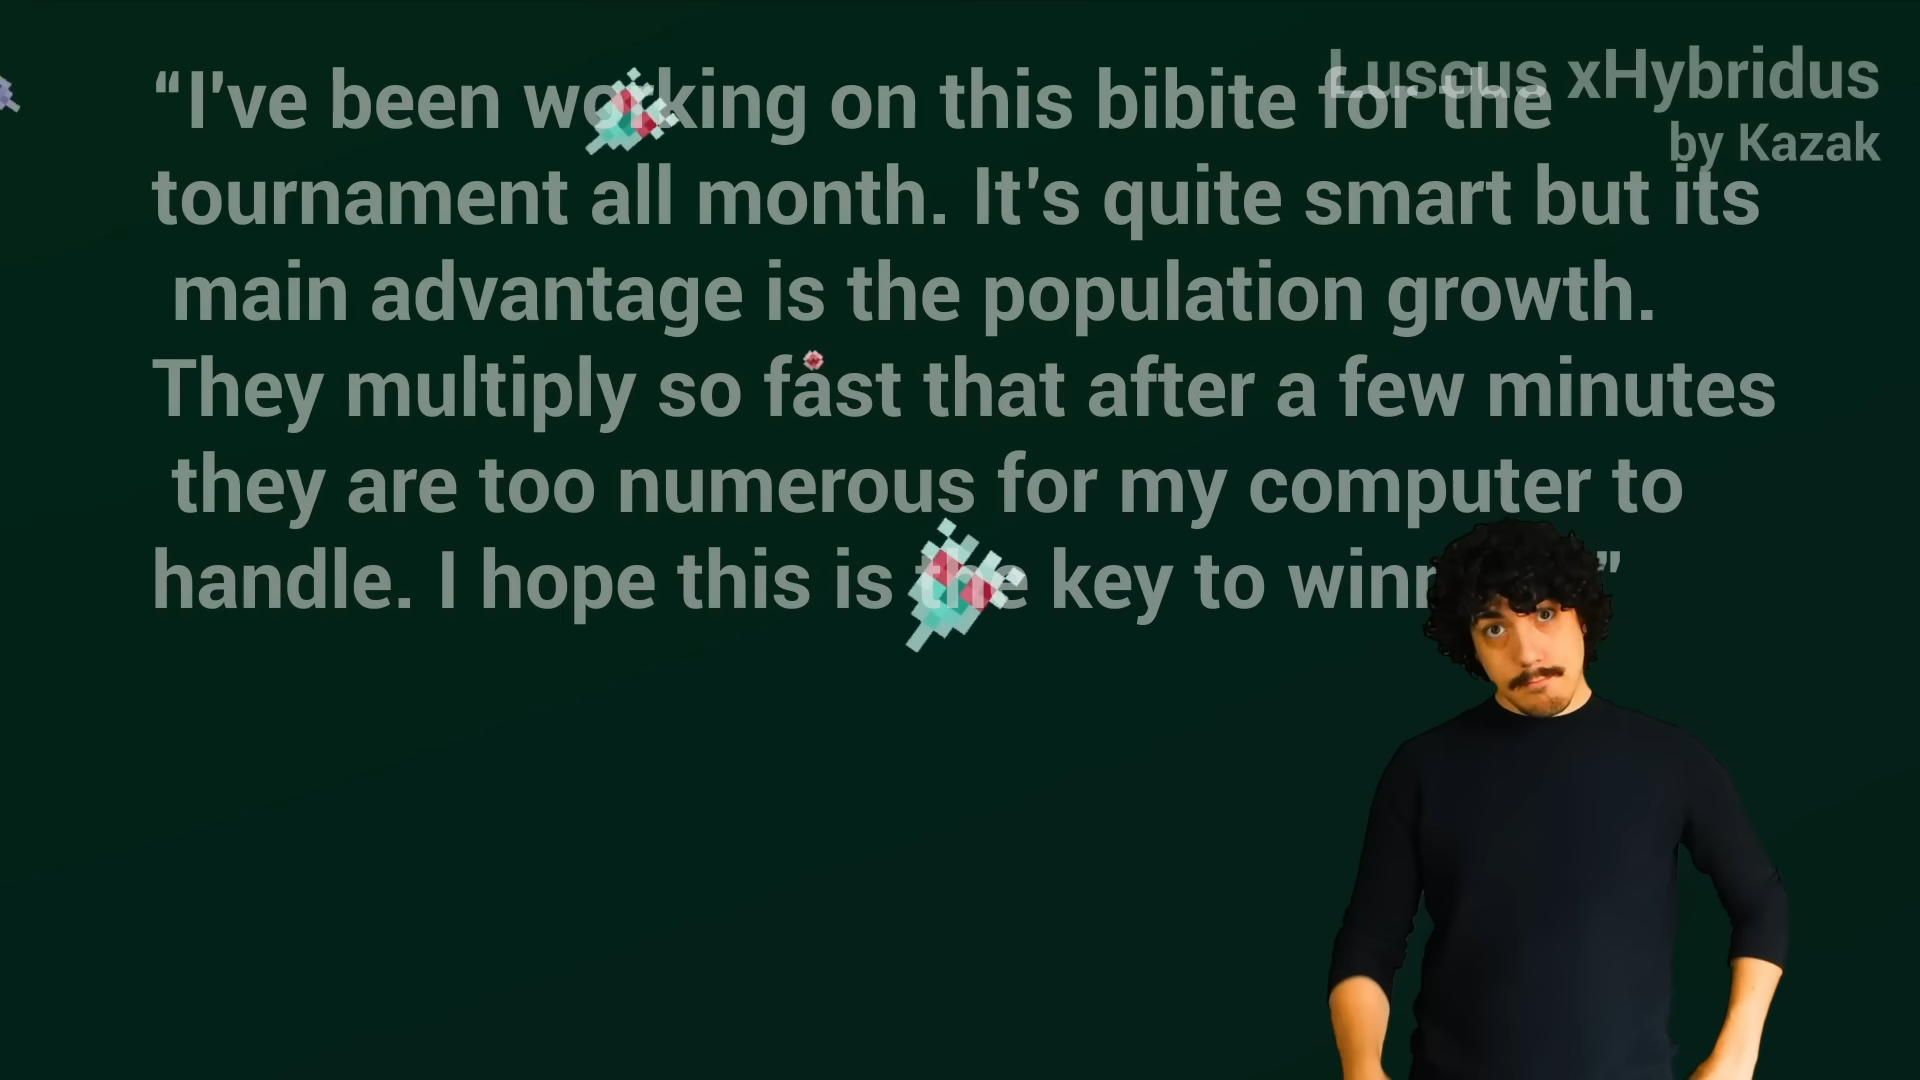 “I've been working on this bibite for the
tournament all month. It's quite smart but its
main advantage is the population growth.
They multiply so fast that after a few minutes
they are too numerous for my computer to
handle. I hope this is the key to
Luscus xHybridus
by Kazak